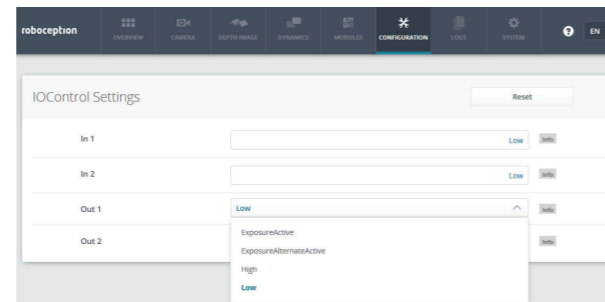 roboception
OVERVIEW
CAMERA
DEPTH IMAGE
DYNAMICS
MODULES
CONFIGURATION
LOGS
SYSTEM
?
EN
IOControl Settings
Reset
In 1
Low
Info
In 2
Low
Info
Out 1
Low
Info
ExposureActive
Out 2
Info
ExposureAlternateActive
High
Low